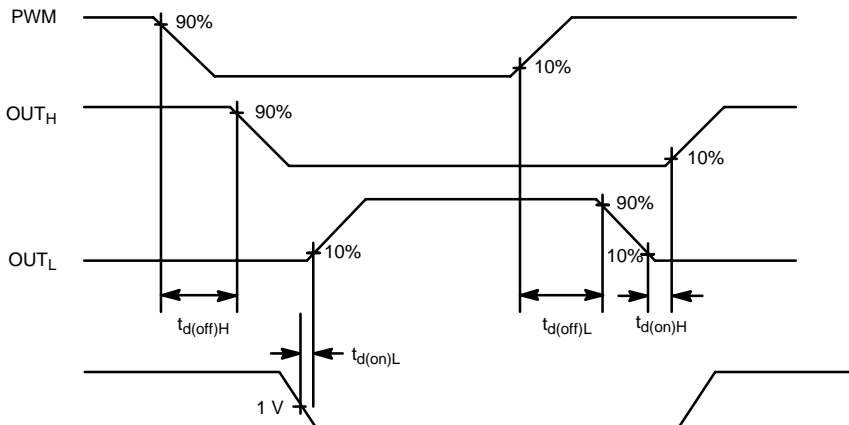 PWM
90%
10%
OUTH
90%
10%
90%
OUTL
10%
10%
td(off)H
td(off)L
td(on)H
td(on)L
1 V